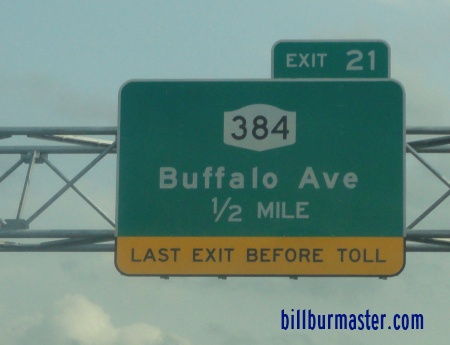 EXIT 21
384
Buffalo Ave
1/2 MILE
LAST EXIT BEFORE TOLL
billburmaster.com